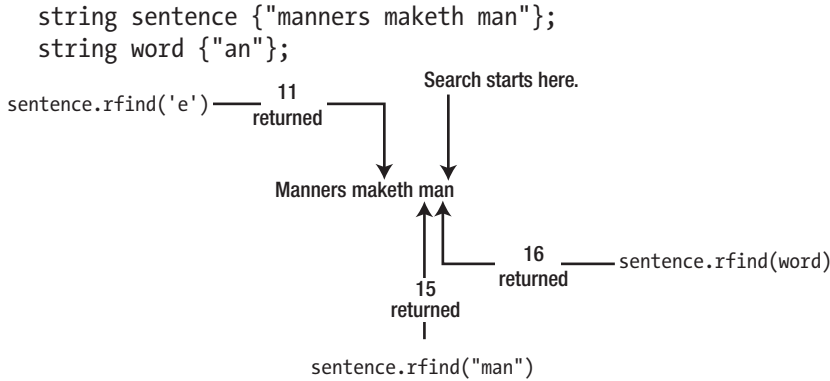 string sentence {"manners maketh man"};
string word {"an"};
Search starts here.
sentence.rfind('e')
11
returned
Manners maketh man
16
returned
sentence.rfind(word)
15
returned
sentence.rfind("man")